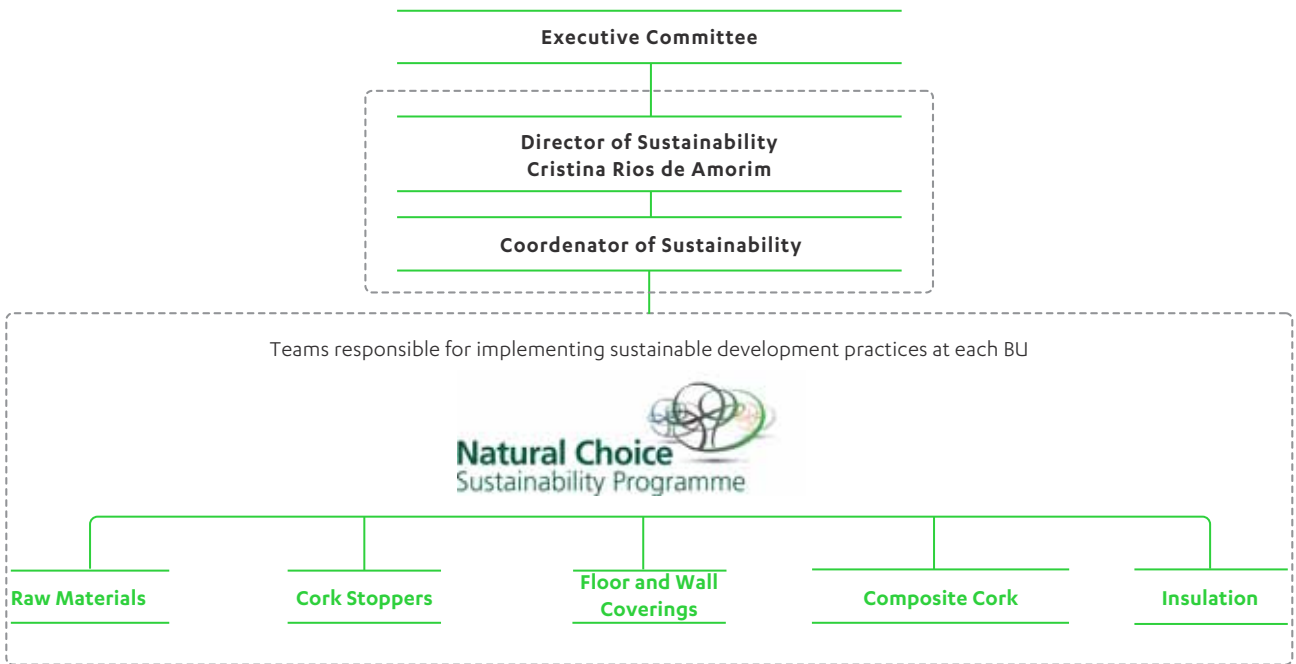 Executive Committee
Director of Sustainability
Cristina Rios de Amorim
Coordenator of Sustainability
Teams responsible for implementing sustainable development practices at each BU
Natural Choice
Sustainability Programme
Raw Materials
Cork Stoppers
Floor and Wall
Coverings
Composite Cork
Insulation